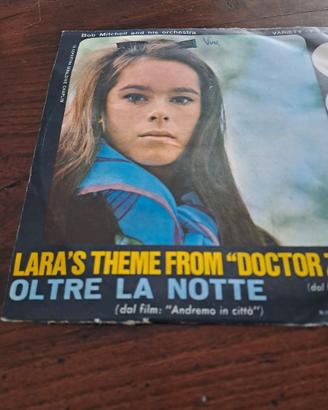 Bob Mitchell and his orchestra
VARIETY
LARA'S THEME FROM "DOCTOR
OLTRE LA NOTTE
(dal film: "Andremo in città")